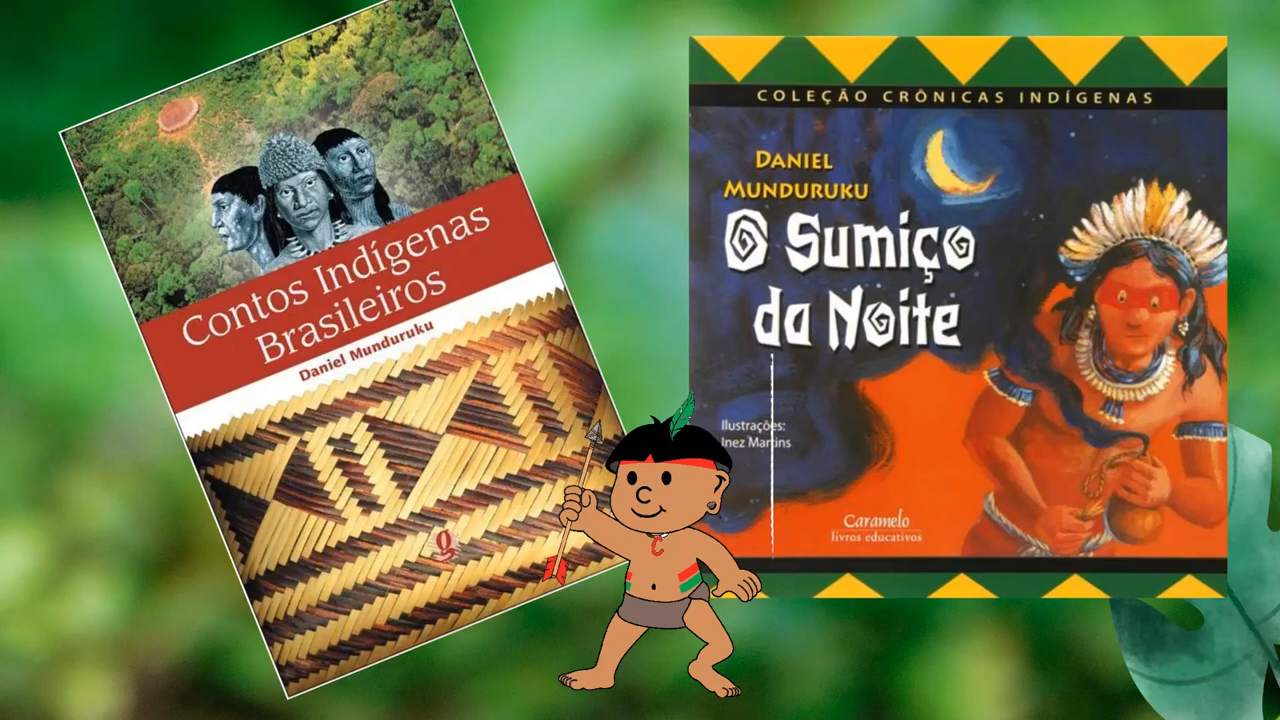 Contos Indígenas
Brasileiros
Daniel Munduruku
g
COLEÇÃO CRÔNICAS INDÍGENAS
DANIEL
MUNDURUKU
O Sumiço
da Noite
Ilustrações:
Inez Martins
Caramelo
livros educativos